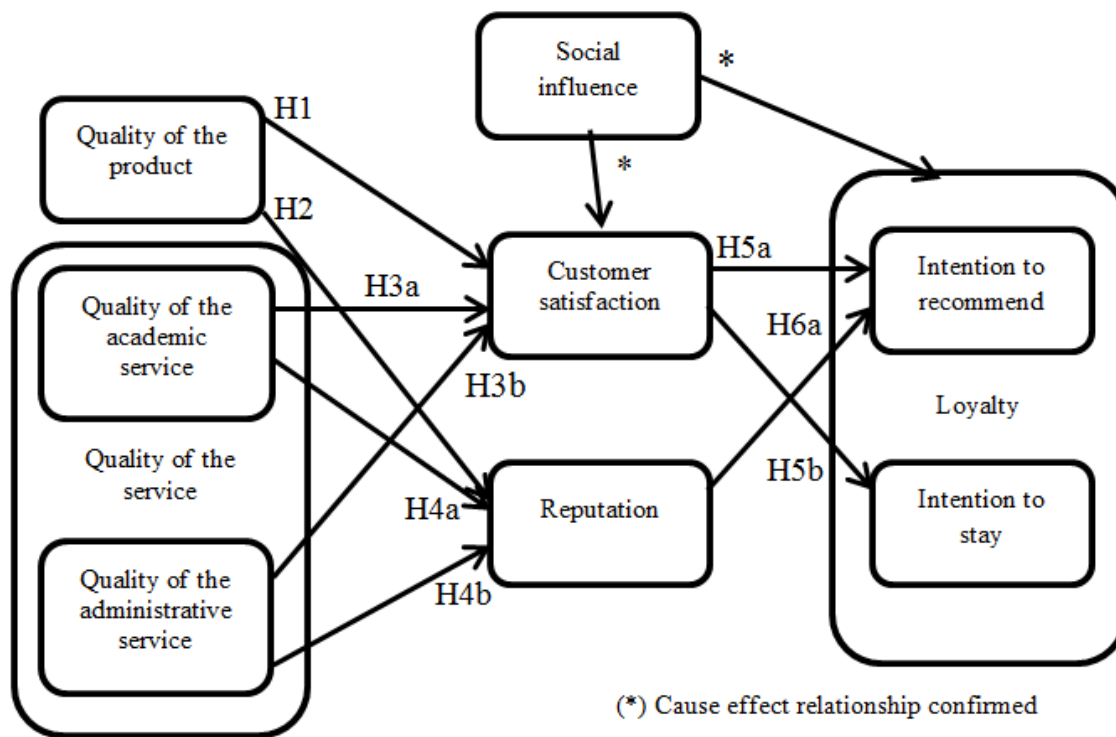 Social
influence
*
*
Quality of the
product
H1
H2
Quality of the
academic
service
Quality of the
service
Quality of the
administrative
service
H3a
H3b
H4a
H4b
Customer
satisfaction
Reputation
H5a
H6a
H5b
Intention to
recommend
Loyalty
Intention to
stay
(*) Cause effect relationship confirmed